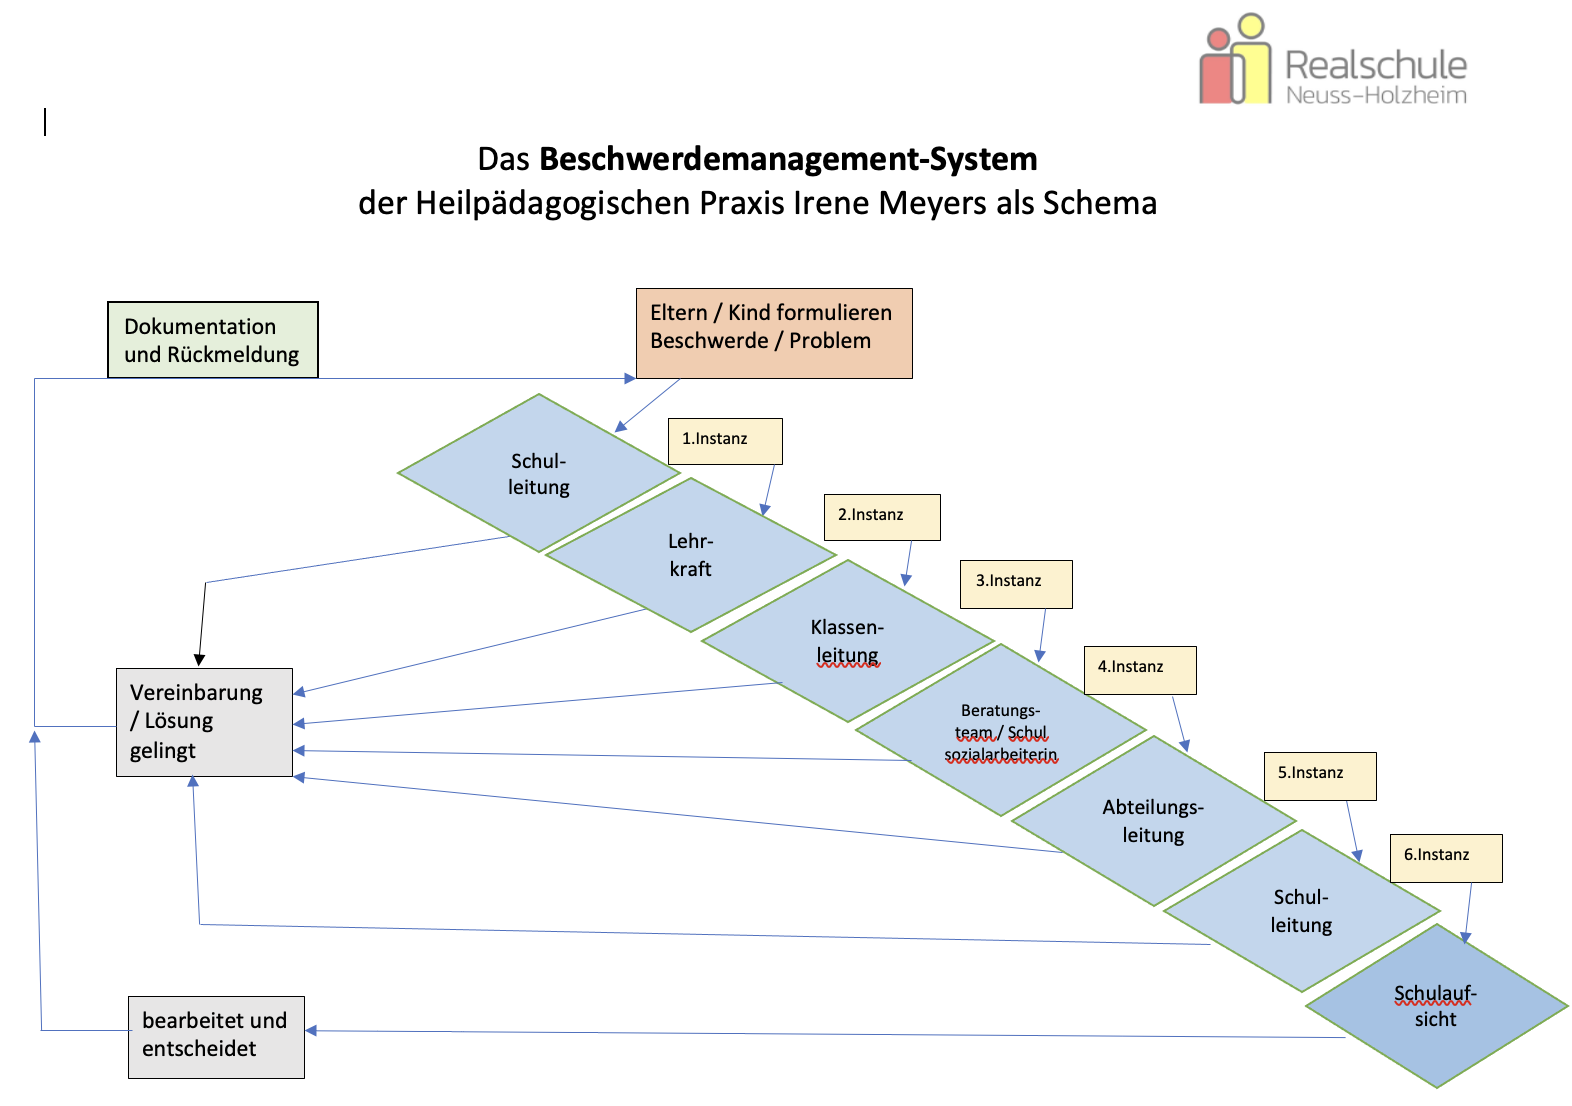 Realschule
Neuss-Holzheim
Das Beschwerdemanagement-System
der Heilpädagogischen Praxis Irene Meyers als Schema
Dokumentation
und Rückmeldung
Eltern / Kind formulieren
Beschwerde / Problem
Schul-
leitung
1.Instanz
Lehr-
kraft
2.Instanz
Klassen-
leitung
3.Instanz
Beratungs-
team / Schul
sozialarbeiterin
4.Instanz
Abteilungs-
leitung
5.Instanz
Schul-
leitung
6.Instanz
Schulauf-
sicht
Vereinbarung
/ Lösung
gelingt
bearbeitet und
entscheidet